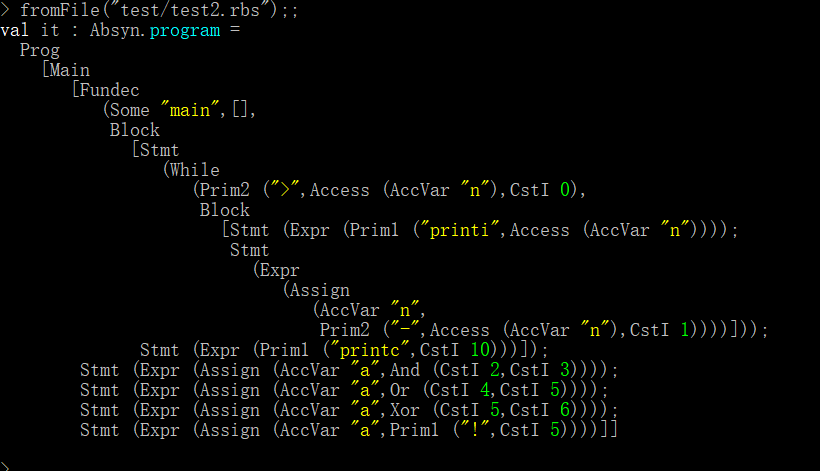 > fromFile("test/test2.rbs");;
val it : Absyn.program =
  Prog
    [Main
       [Fundec
          (Some "main",[],
           Block
             [Stmt
                (While
                   (Prim2 (">",Access (AccVar "n"),CstI 0),
                    Block
                      [Stmt (Expr (Prim1 ("printi",Access (AccVar "n"))));
                       Stmt
                         (Expr
                            (Assign
                               (AccVar "n",
                                Prim2 ("-",Access (AccVar "n"),CstI 1))))]));
              Stmt (Expr (Prim1 ("printc",CstI 10)))]);
        Stmt (Expr (Assign (AccVar "a",And (CstI 2,CstI 3))));
        Stmt (Expr (Assign (AccVar "a",Or (CstI 4,CstI 5))));
        Stmt (Expr (Assign (AccVar "a",Xor (CstI 5,CstI 6))));
        Stmt (Expr (Assign (AccVar "a",Prim1 ("!",CstI 5))))]]
>